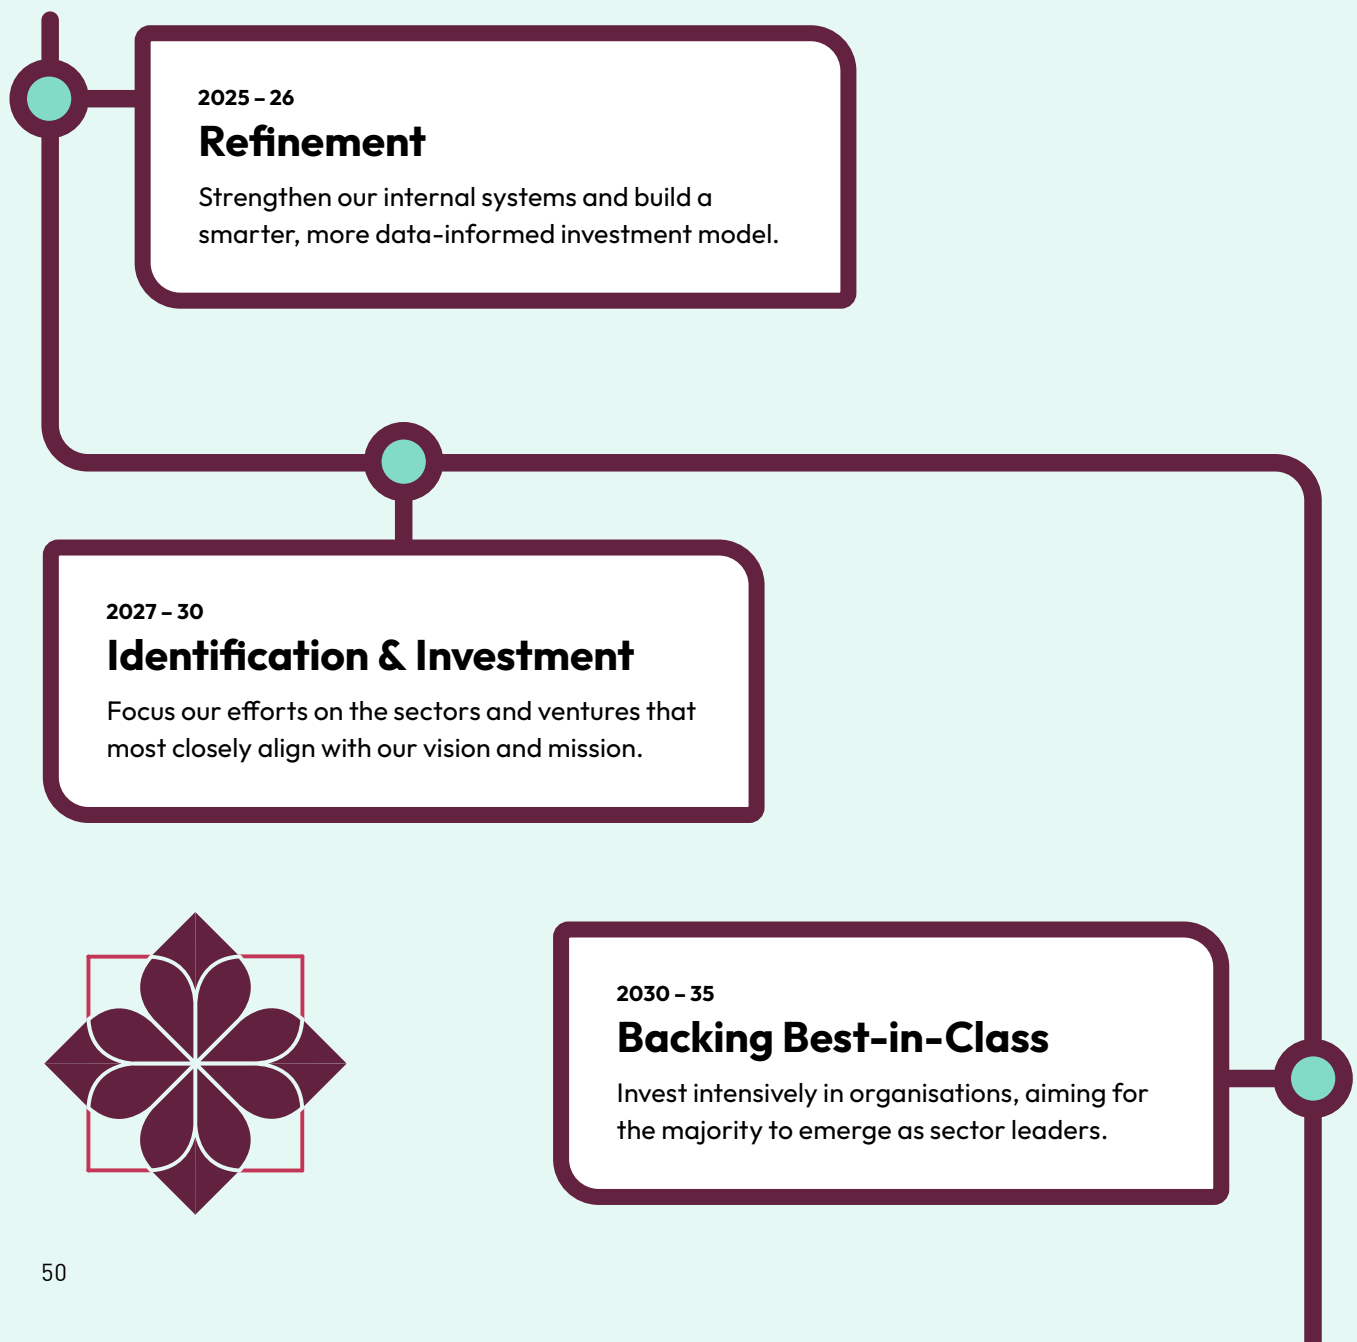 2025 – 26
Refinement
Strengthen our internal systems and build a
smarter, more data-informed investment model.
2027 – 30
Identification & Investment
Focus our efforts on the sectors and ventures that
most closely align with our vision and mission.
2030 – 35
Backing Best-in-Class
Invest intensively in organisations, aiming for
the majority to emerge as sector leaders.
50